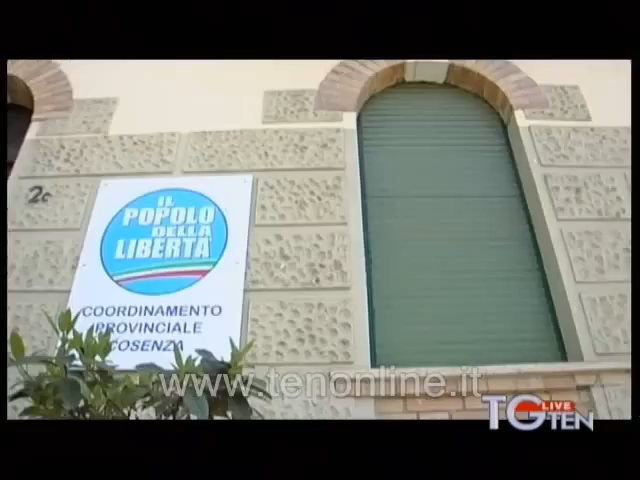 2c
IL
POPOLO
DELLA
LIBERTÀ
COORDINAMENTO
PROVINCIALE
COSENZA
www.tenonline.it
TG LIVE
TEN